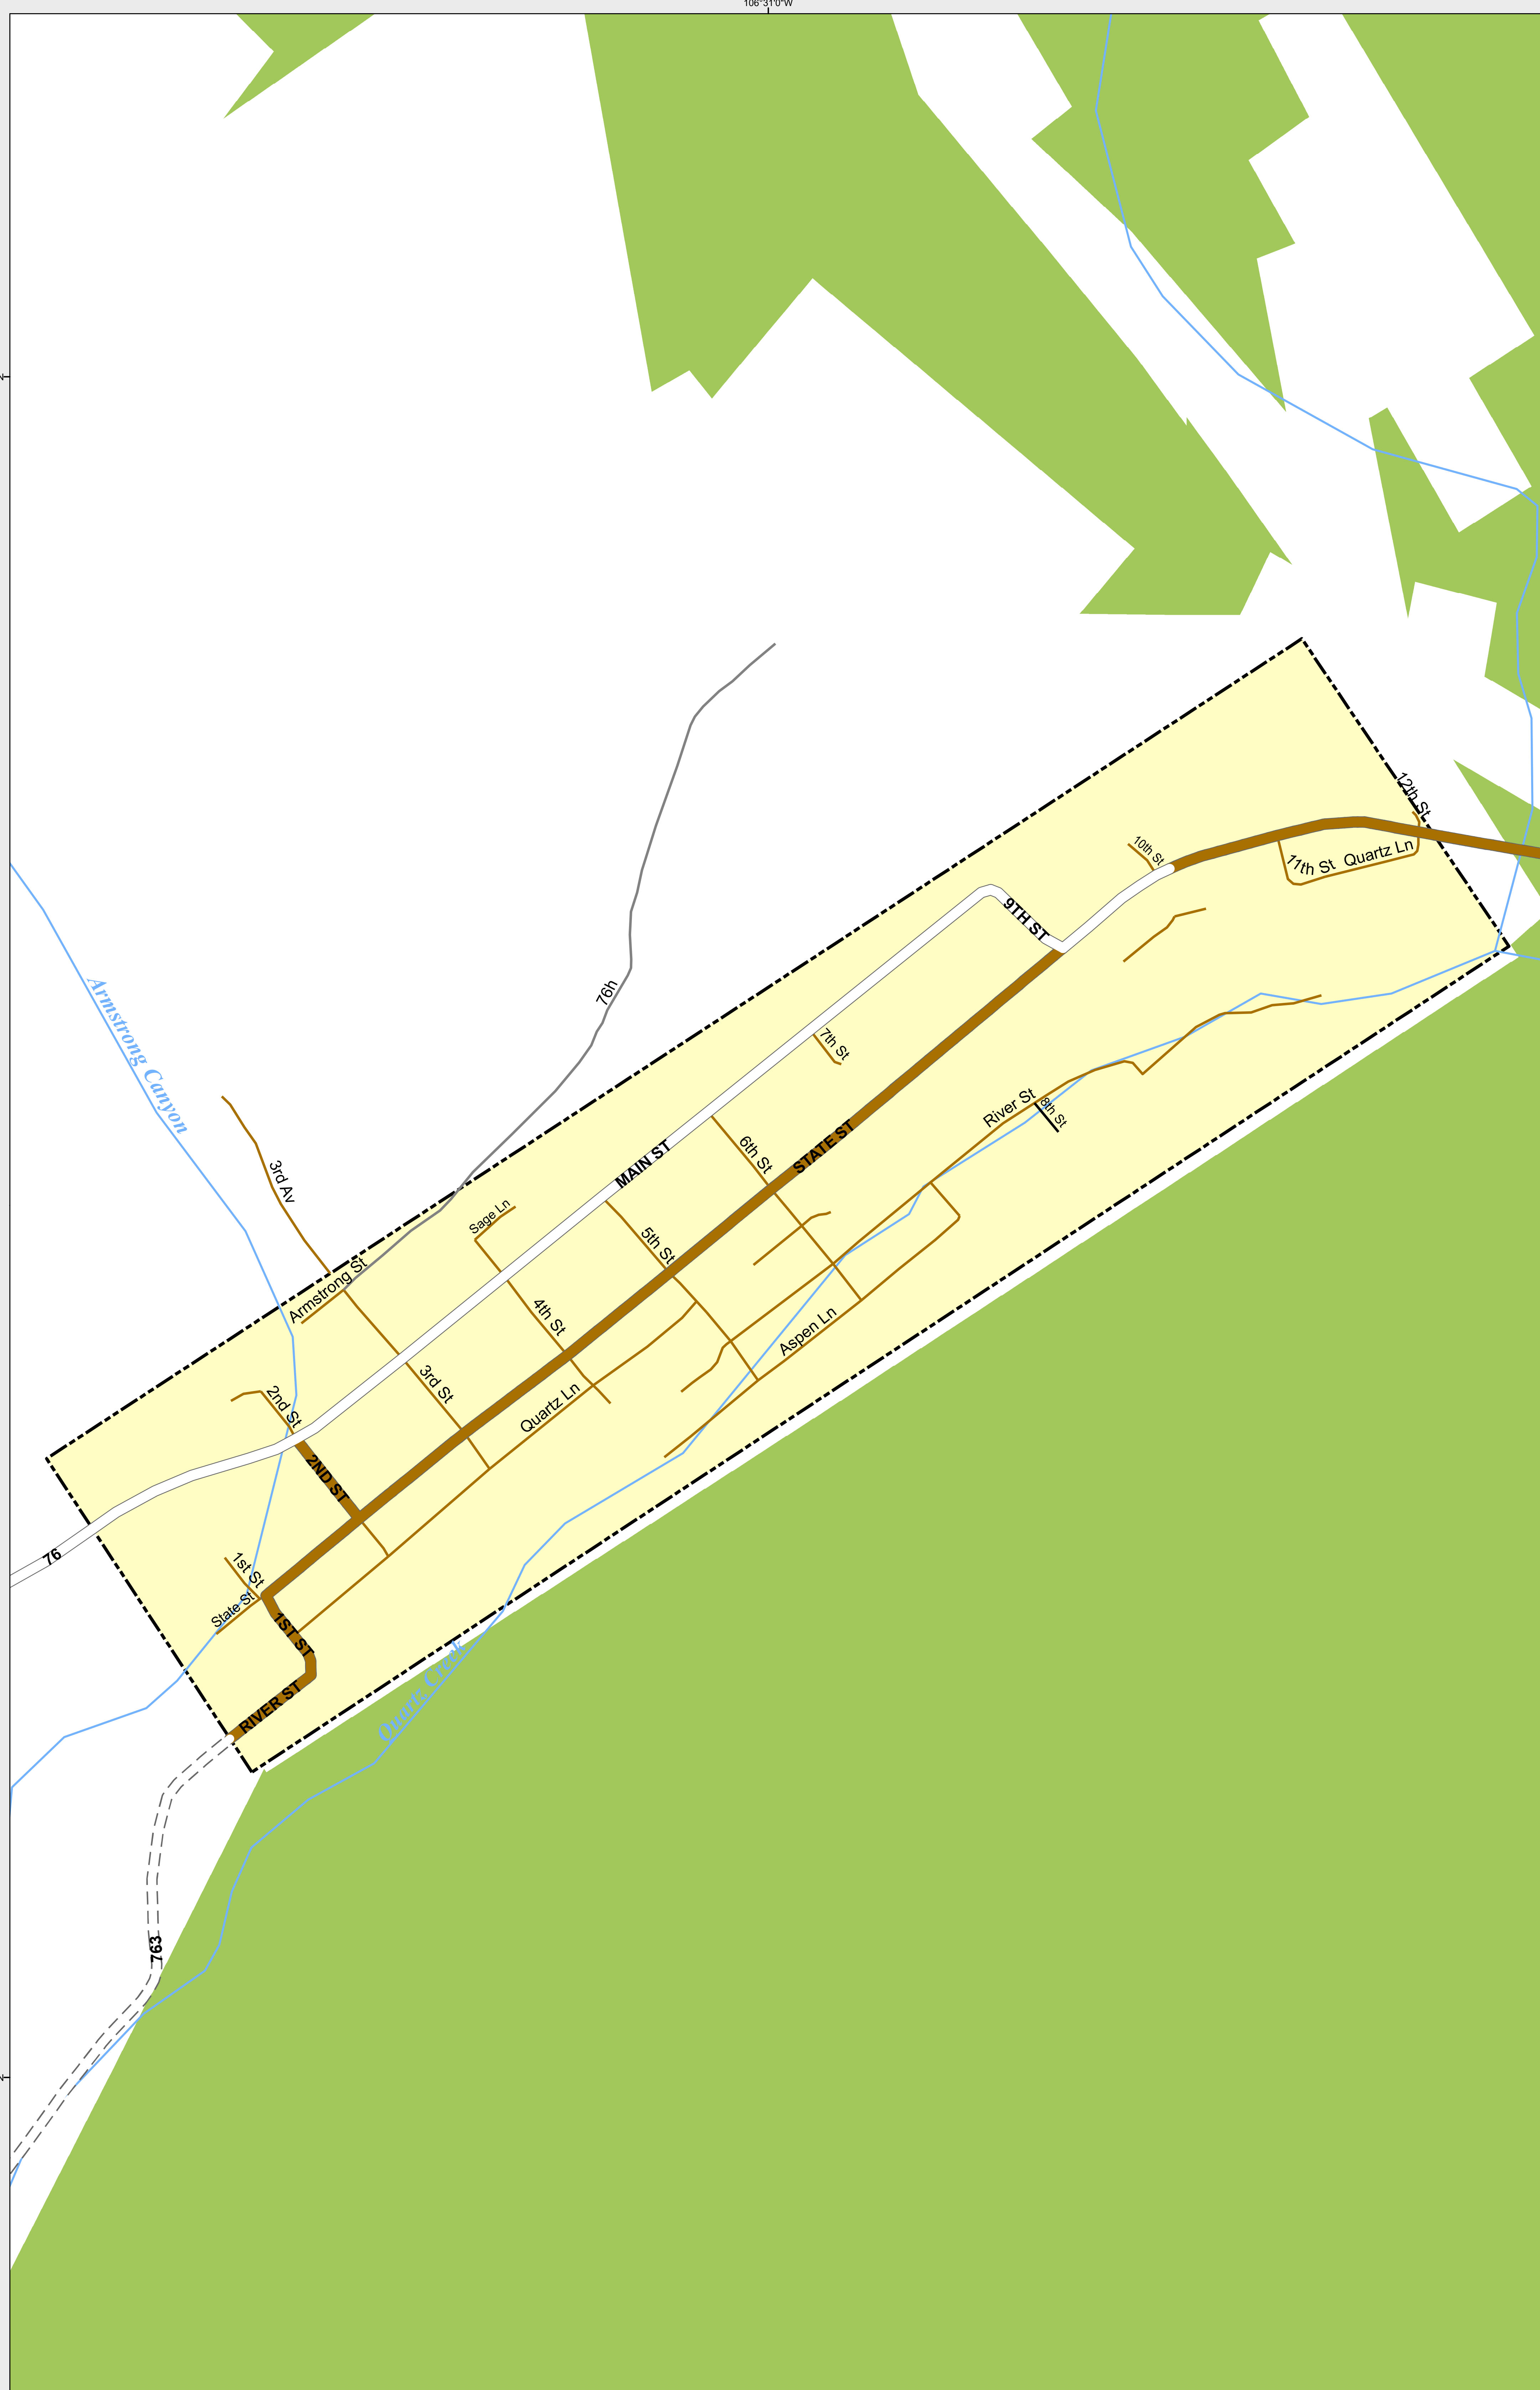 106°31'0"W
12th St
10th St
11th St
Quartz Ln
9TH ST
76h
Armstrong Canyon
7th St
River St
8th St
MAIN ST
6th St
STATE ST
3rd Av
Sage Ln
5th St
Armstrong St
4th St
Aspen Ln
3rd St
2nd St
Quartz Ln
2ND ST
76
1st St
State St
1ST ST
RIVER ST
Quartz Creek
763